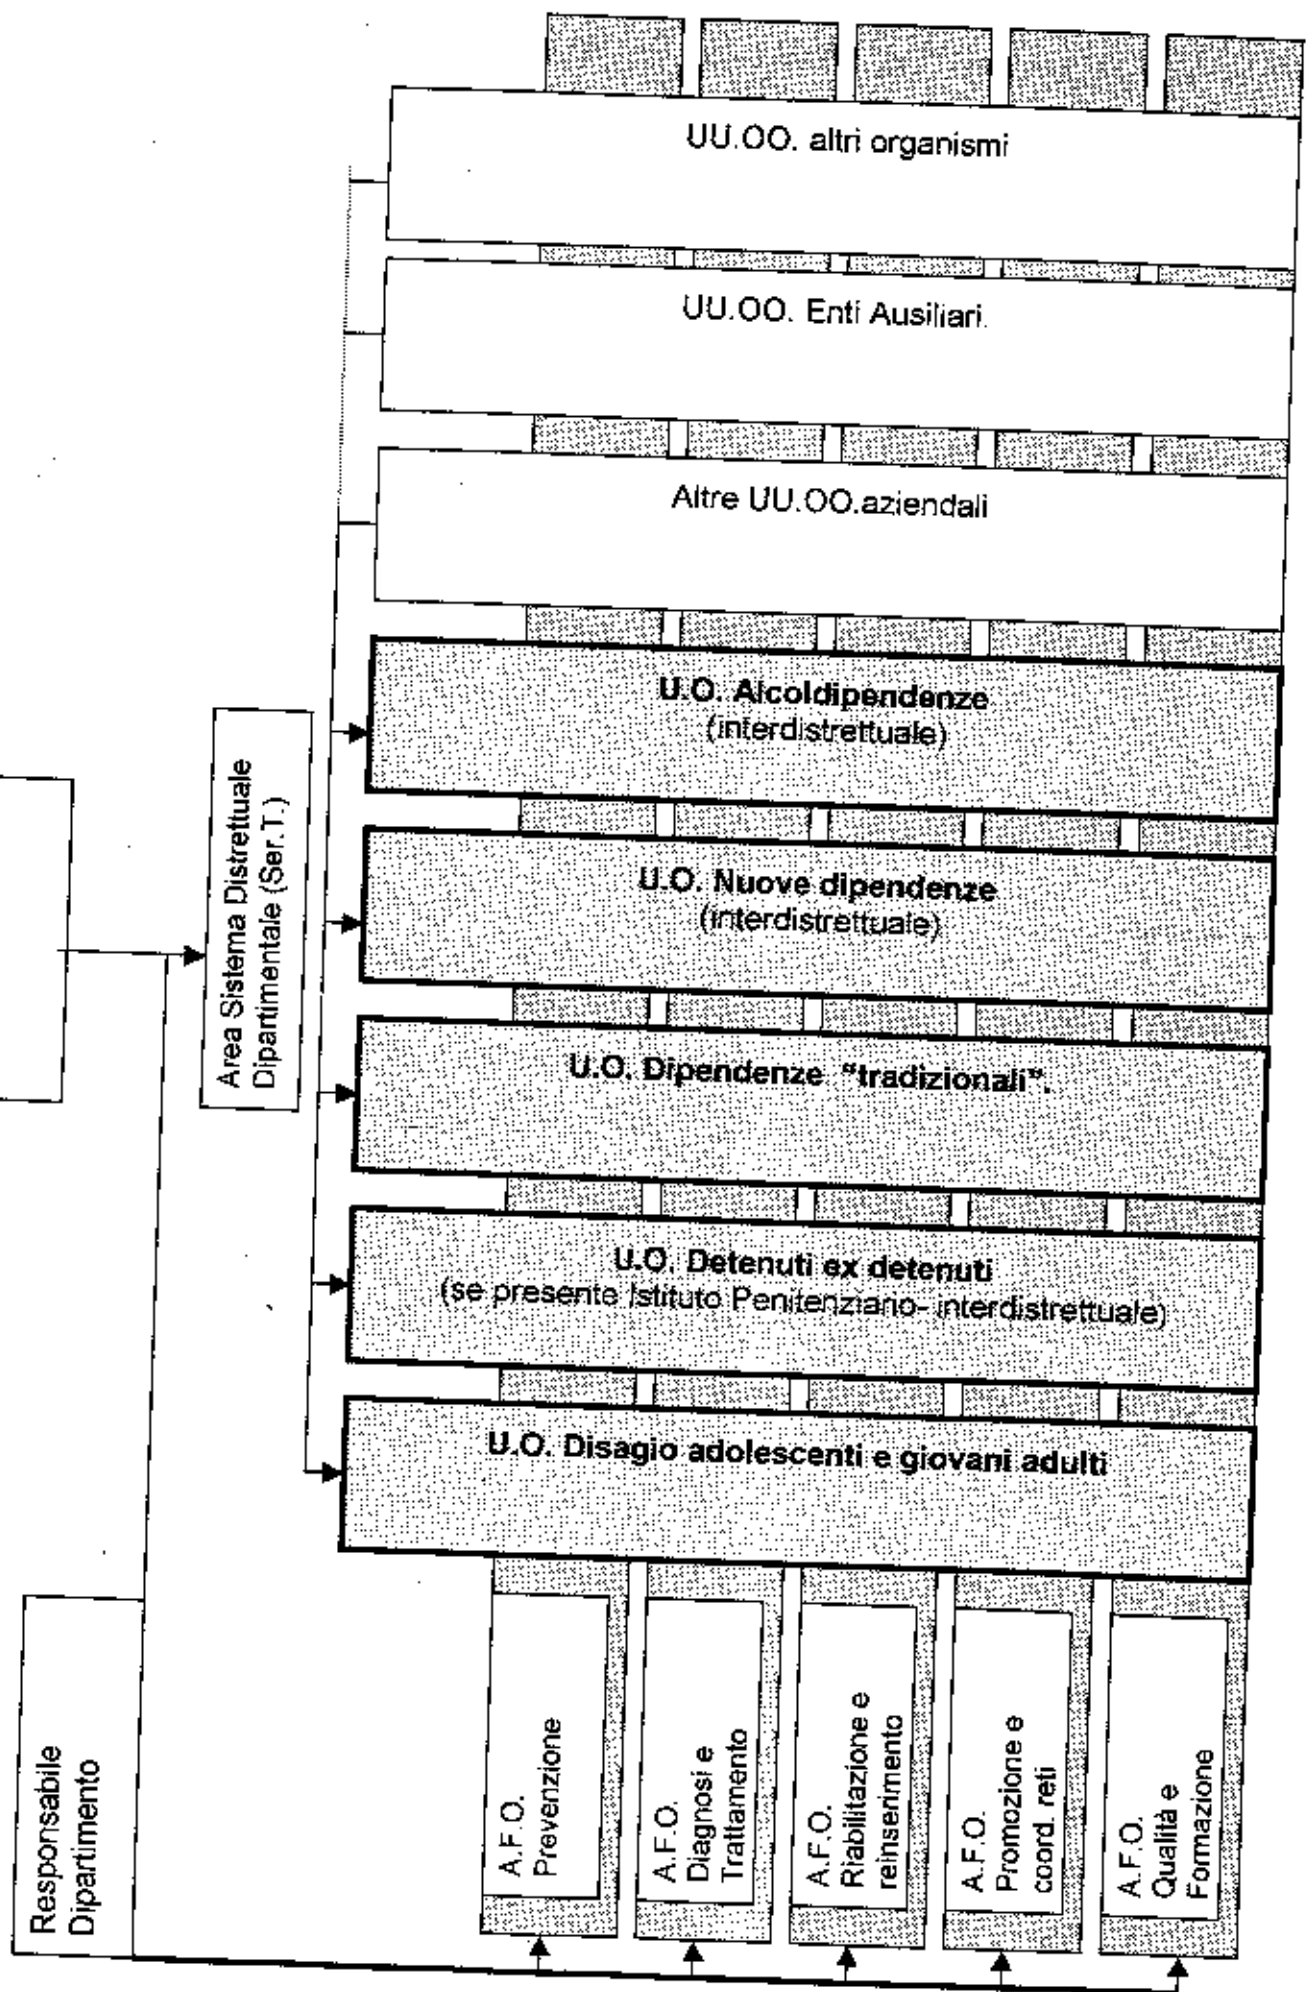 UU.OO. altri organismi
UU.OO. Enti Ausiliari.
Altre UU.OO.aziendali
U.O. Alcoldipendenze
(interdistrettuale)
U.O. Nuove dipendenze
(interdistrettuale)
U.O. Dipendenze "tradizionali".
U.O. Detenuti ex detenuti
(se presente Istituto Penitenziario- interdistrettuale)
U.O. Disagio adolescenti e giovani adulti
Area Sistema Distrettuale
Dipartimentale (Ser.T.)
Responsabile
Dipartimento
A.F.O.
Prevenzione
A.F.O.
Diagnosi e
Trattamento
A.F.O.
Riabilitazione e
reinserimento
A.F.O.
Promozione e
coord. reti
A.F.O.
Qualità e
Formazione